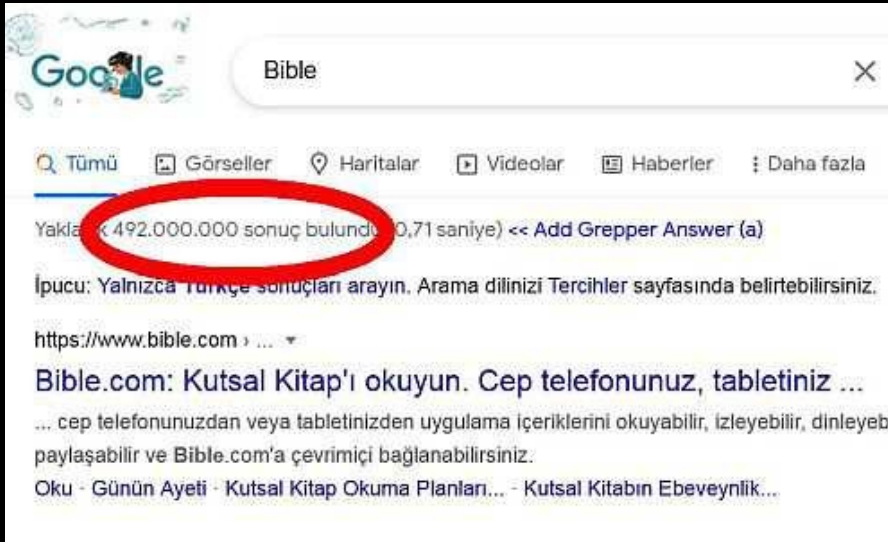 Google
Bible
Tümü Görseller Haritalar Videolar Haberler Daha fazla
492.000.000 sonuç bulundu 0,71 saniye) << Add Grepper Answer (a)
İpucu: Yalnızca Türkçe sonuçları arayın. Arama dilinizi Tercihler sayfasında belirtebilirsiniz.
https://www.bible.com › ...
Bible.com: Kutsal Kitap'ı okuyun. Cep telefonunuz, tabletiniz ...
... cep telefonunuzdan veya tabletinizden uygulama içeriklerini okuyabilir, izleyebilir, dinleyeb
paylaşabilir ve Bible.com'a çevrimiçi bağlanabilirsiniz.
Oku - Günün Ayeti - Kutsal Kitap Okuma Planları... - Kutsal Kitabın Ebeveynlik...